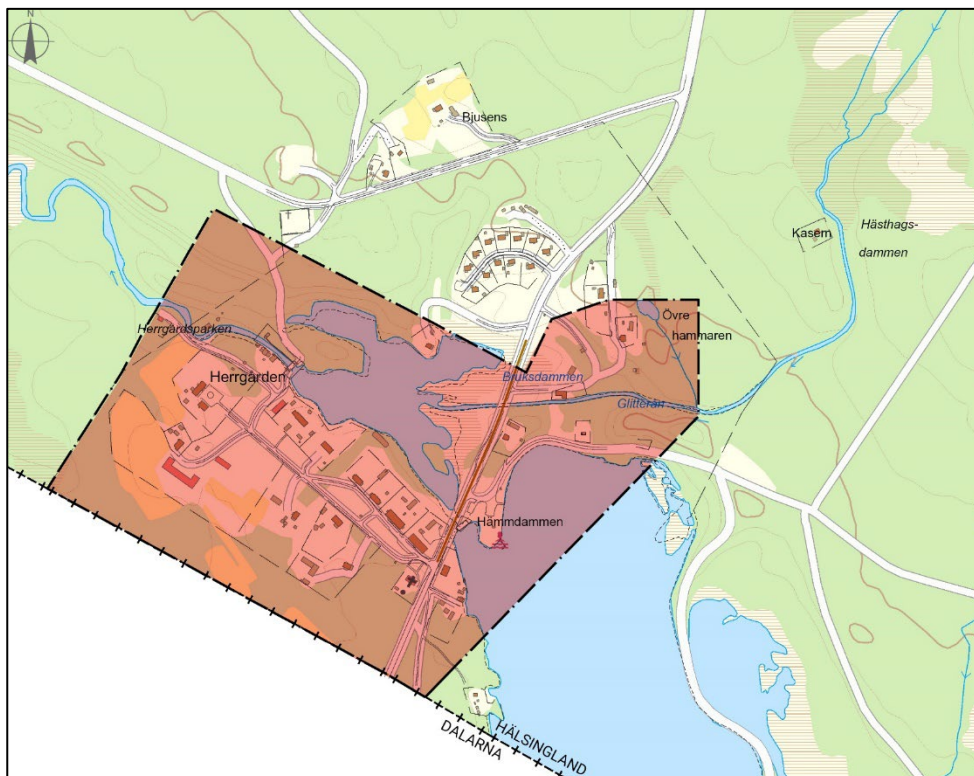 N
Bjusens
Kasern
Hästhags-
dammen
Övre
hammaren
Herrgårdsparken
Herrgården
Bruksdammen
Glitterån
Hammdammen
HÄLSINGLAND
DALARNA